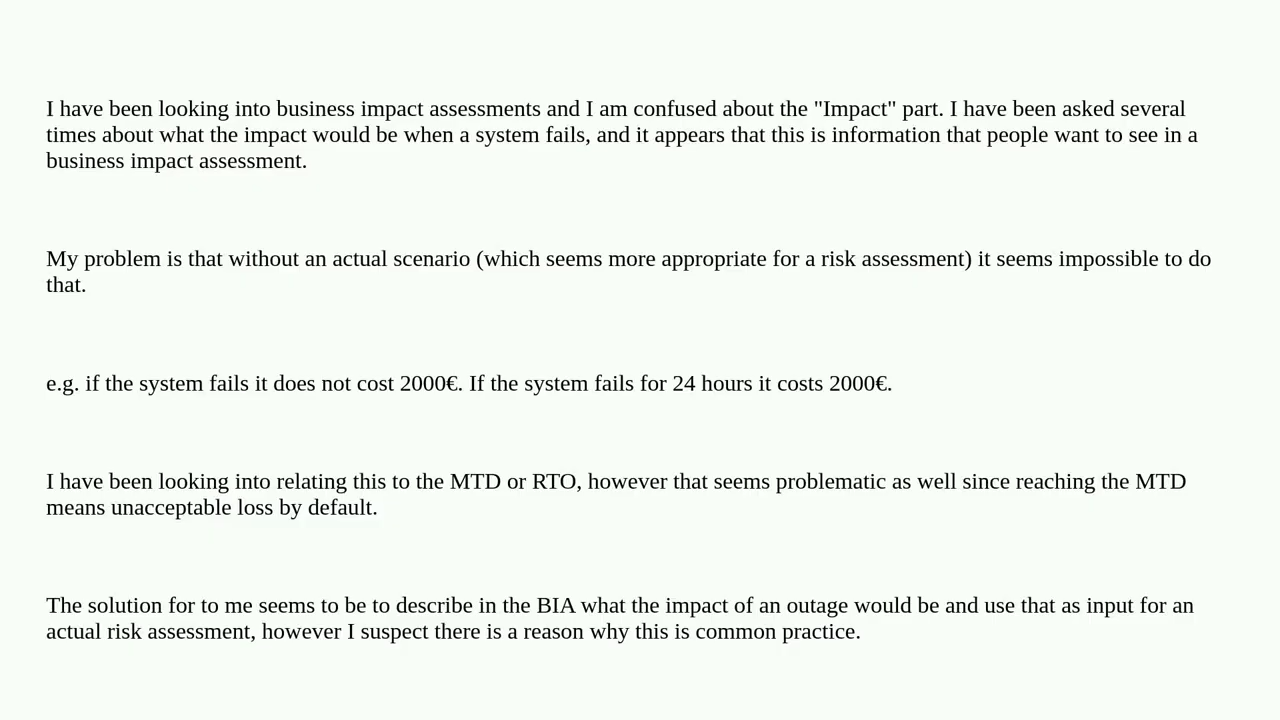 I have been looking into business impact assessments and I am confused about the "Impact" part. I have been asked several
times about what the impact would be when a system fails, and it appears that this is information that people want to see in a
business impact assessment.
My problem is that without an actual scenario (which seems more appropriate for a risk assessment) it seems impossible to do
that.
e.g. if the system fails it does not cost 2000€. If the system fails for 24 hours it costs 2000€.
I have been looking into relating this to the MTD or RTO, however that seems problematic as well since reaching the MTD
means unacceptable loss by default.
The solution for to me seems to be to describe in the BIA what the impact of an outage would be and use that as input for an
actual risk assessment, however I suspect there is a reason why this is common practice.